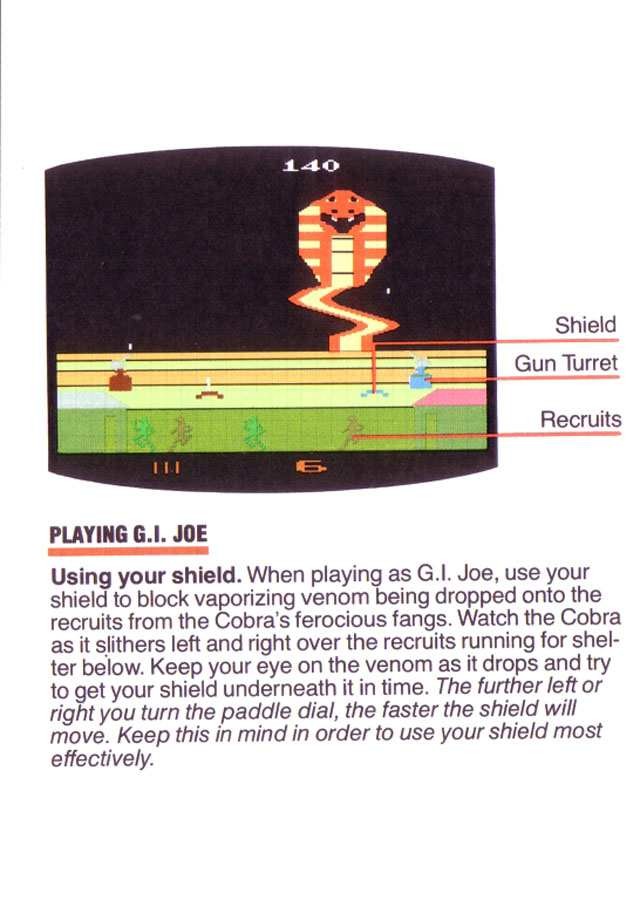 140
Shield
Gun Turret
Recruits
6
PLAYING G.I. JOE
Using your shield. When playing as G.I. Joe, use your
shield to block vaporizing venom being dropped onto the
recruits from the Cobra's ferocious fangs. Watch the Cobra
as it slithers left and right over the recruits running for shel-
ter below. Keep your eye on the venom as it drops and try
to get your shield underneath it in time. The further left or
right you turn the paddle dial, the faster the shield will
move. Keep this in mind in order to use your shield most
effectively.